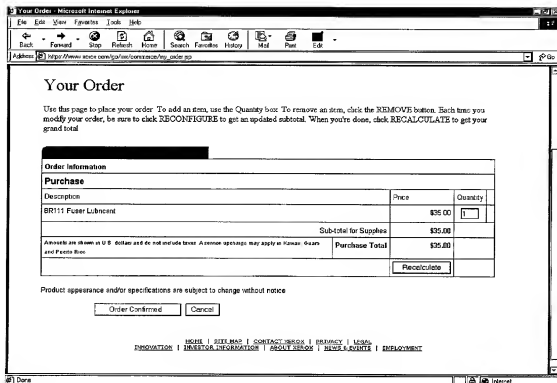 Your Order - Microsoft Internet Explorer
File Edit View Favorites Tools Help
Back Forward Stop Refresh Home Search Favorites History Mail Print Edit
Address Go
Your Order
Use this page to place your order To add an item, use the Quantity box To remove an item, click the REMOVE button. Each time you
modify your order, be sure to click RECONFIGURE to get an updated subtotal. When you're done, click RECALCULATE to get your
grand total
Order Information
Purchase
Description Price Quantity
BR111 Fuser Lubricant $35 00 1
Sub-total for Supplies $35.00
Amounts are shown in U S dollars and do not include taxes A service upcharge may apply in Hawaii, Guam
and Puerto Rico
Purchase Total $35.00
Recalculate
Product appearance and/or specifications are subject to change without notice
Order Confirmed Cancel
HOME | SITE MAP | CONTACT XEROX | PRIVACY | LEGAL
INNOVATION | INVESTOR INFORMATION | ABOUT XEROX | NEWS & EVENTS | EMPLOYMENT
Done Internet